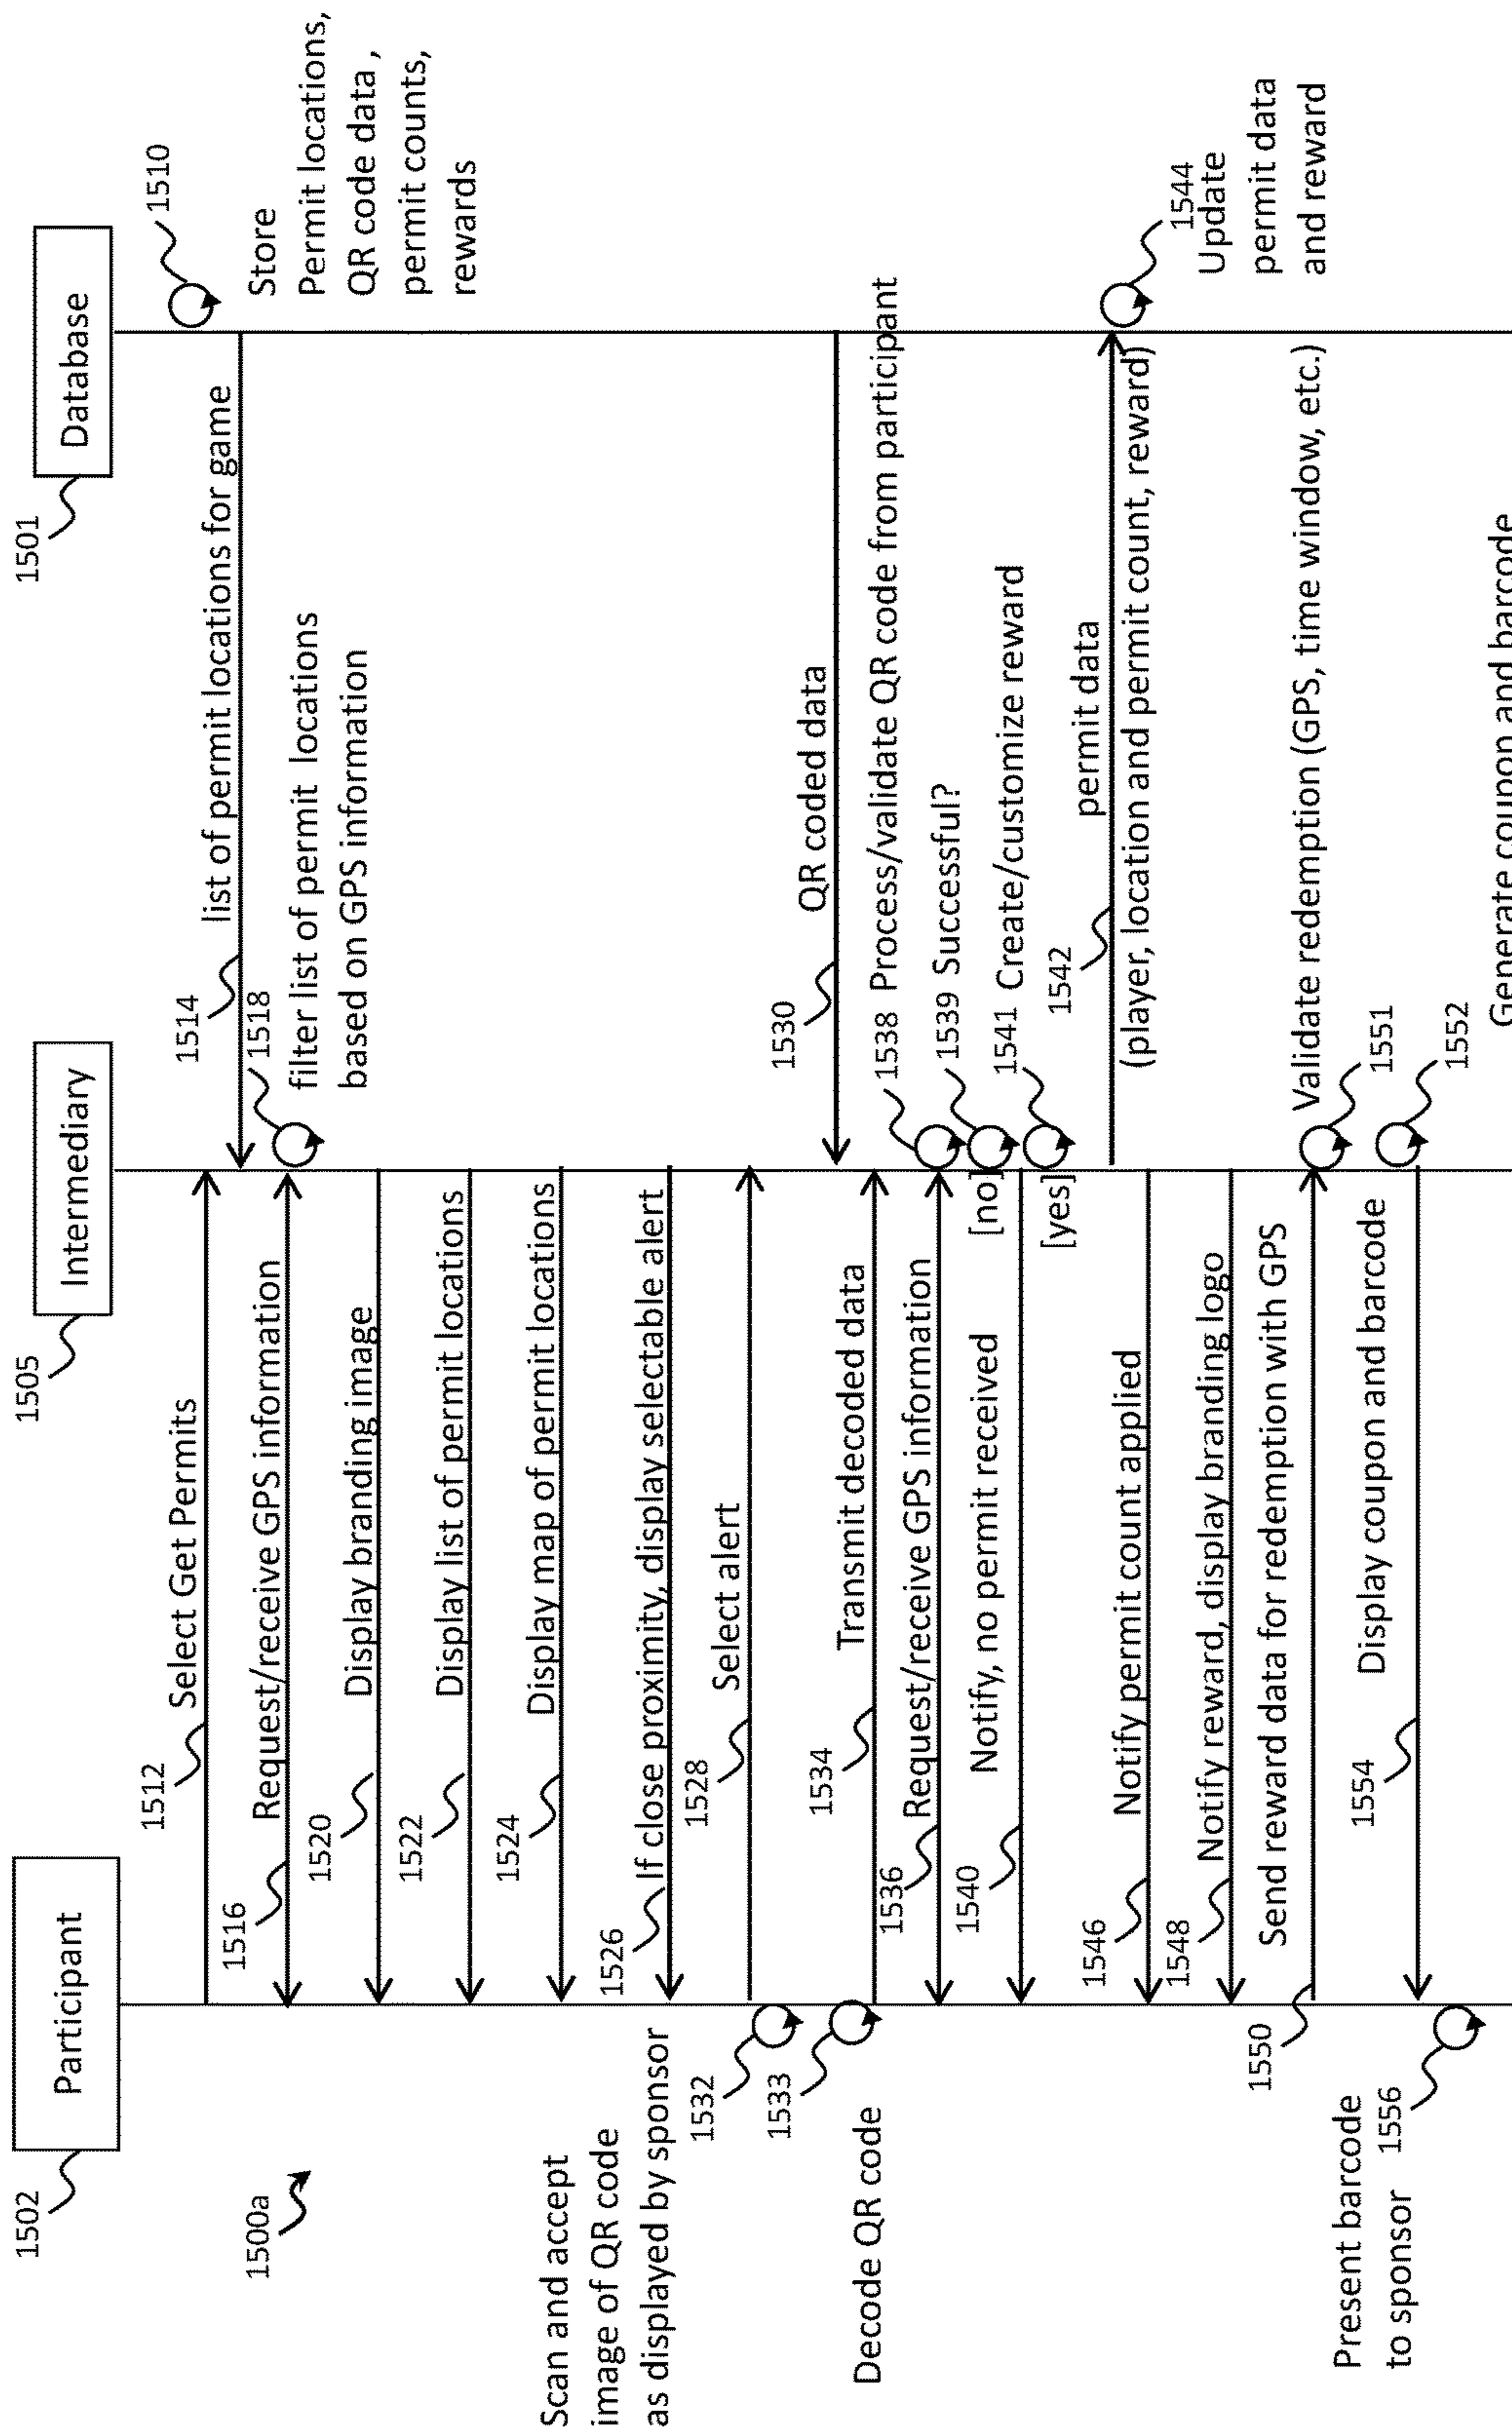 1502
Participant
1505
Intermediary
1501
Database
1500a
1510
Store
Permit locations,
QR code data ,
permit counts,
rewards
1512
Select Get Permits
1514
list of permit locations for game
1516
Request/receive GPS information
1518
filter list of permit locations
based on GPS information
1520
Display branding image
1522
Display list of permit locations
1524
Display map of permit locations
1526
If close proximity, display selectable alert
1528
Select alert
Scan and accept
image of QR code
as displayed by sponsor
1532
1530
QR coded data
1533
Decode QR code
1534
Transmit decoded data
1536
Request/receive GPS information
1538 Process/validate QR code from participant
1539 Successful?
[no]
1540
Notify, no permit received
1541 Create/customize reward
[yes]
1542
permit data
(player, location and permit count, reward)
1544
Update
permit data
and reward
1546
Notify permit count applied
1548
Notify reward, display branding logo
1550
Send reward data for redemption with GPS
Validate redemption (GPS, time window, etc.)
1551
1552
Generate coupon and barcode
1554
Display coupon and barcode
Present barcode
to sponsor 1556